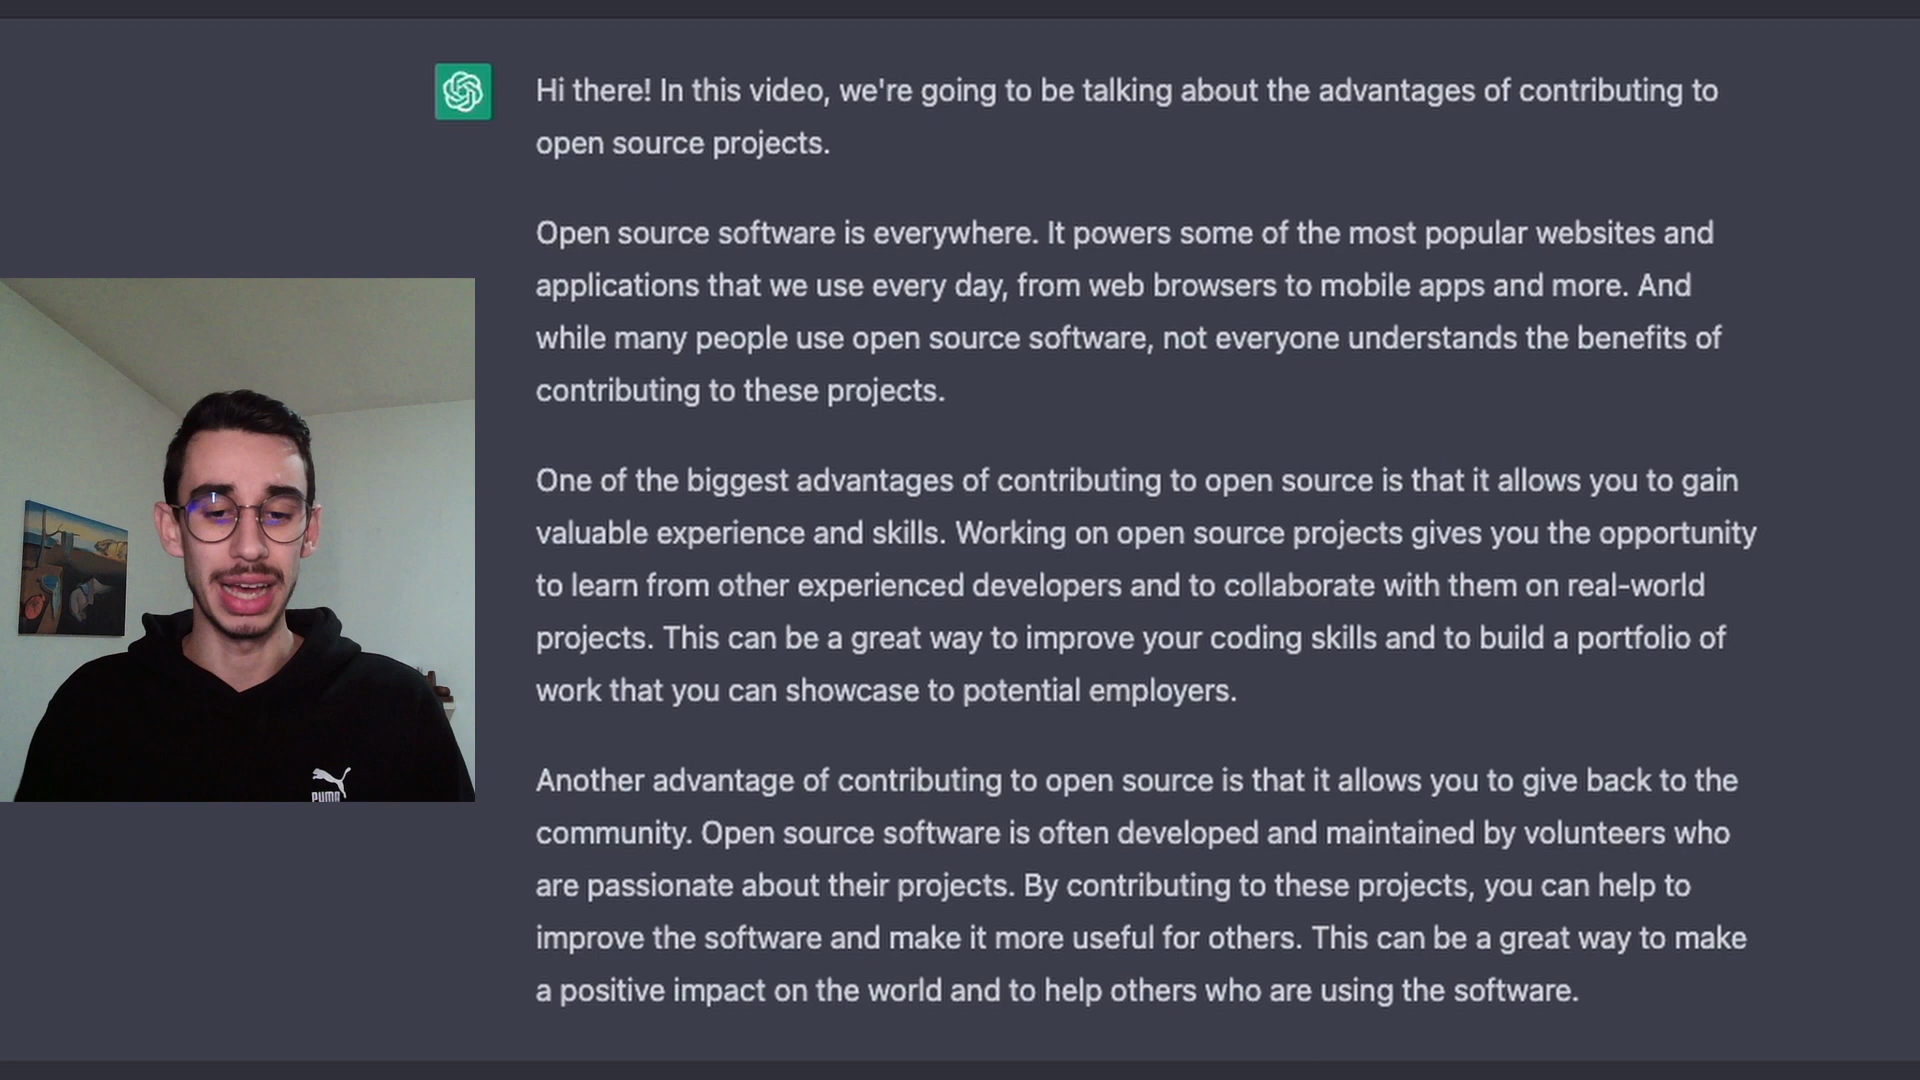 Hi there! In this video, we're going to be talking about the advantages of contributing to
open source projects.
Open source software is everywhere. It powers some of the most popular websites and
applications that we use every day, from web browsers to mobile apps and more. And
while many people use open source software, not everyone understands the benefits of
contributing to these projects.
One of the biggest advantages of contributing to open source is that it allows you to gain
valuable experience and skills. Working on open source projects gives you the opportunity
to learn from other experienced developers and to collaborate with them on real-world
projects. This can be a great way to improve your coding skills and to build a portfolio of
work that you can showcase to potential employers.
Another advantage of contributing to open source is that it allows you to give back to the
community. Open source software is often developed and maintained by volunteers who
are passionate about their projects. By contributing to these projects, you can help to
improve the software and make it more useful for others. This can be a great way to make
a positive impact on the world and to help others who are using the software.
PUMA